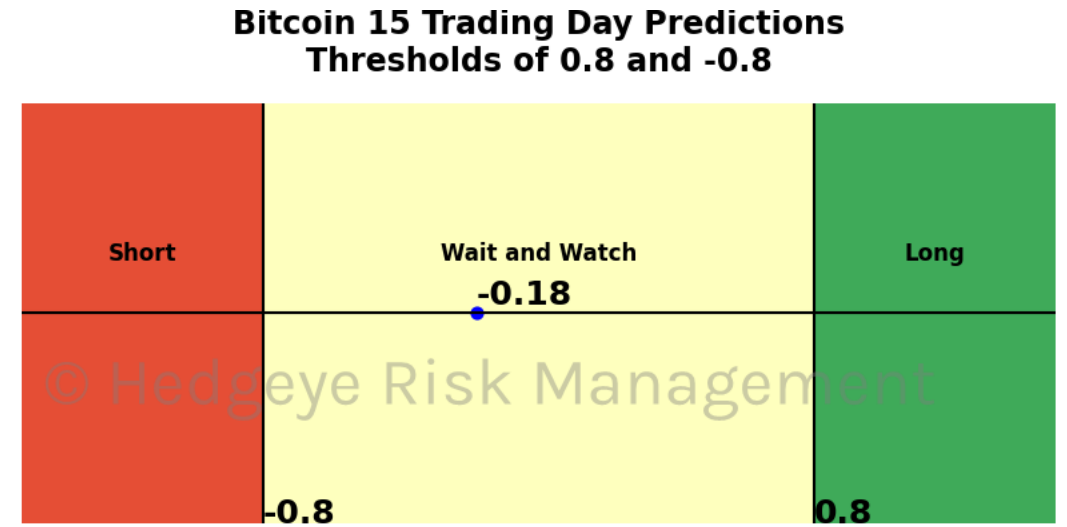 Bitcoin 15 Trading Day Predictions
Thresholds of 0.8 and -0.8
Short
Wait and Watch
Long
-0.18
© Hedgeye Risk Management
-0.8
0.8